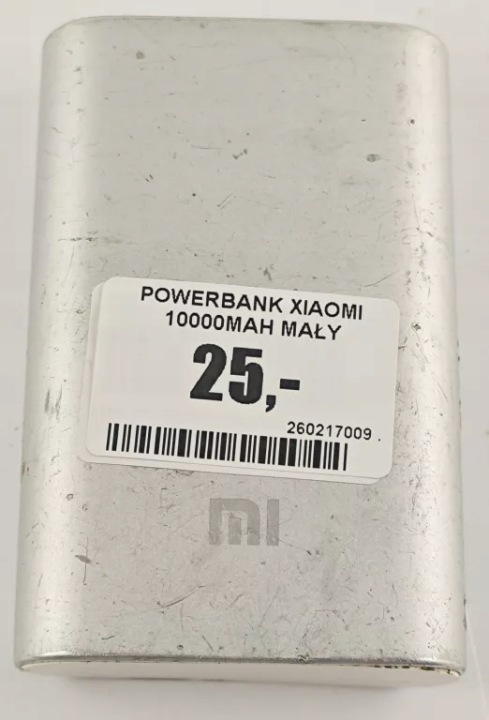 POWERBANK XIAOMI
10000MAH MAŁY
25,-
260217009 .
mi